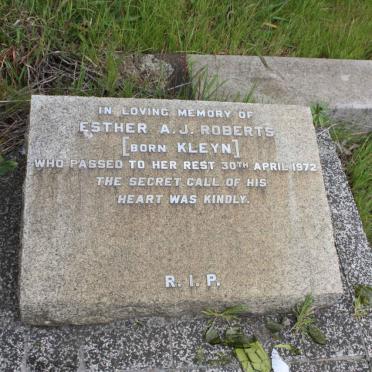 IN LOVING MEMORY OF
ESTHER A.J. ROBERTS
[BORN KLEYN]
WHO PASSED TO HER REST 30TH APRIL 1972
THE SECRET CALL OF HIS
HEART WAS KINDLY.
R.I.P.